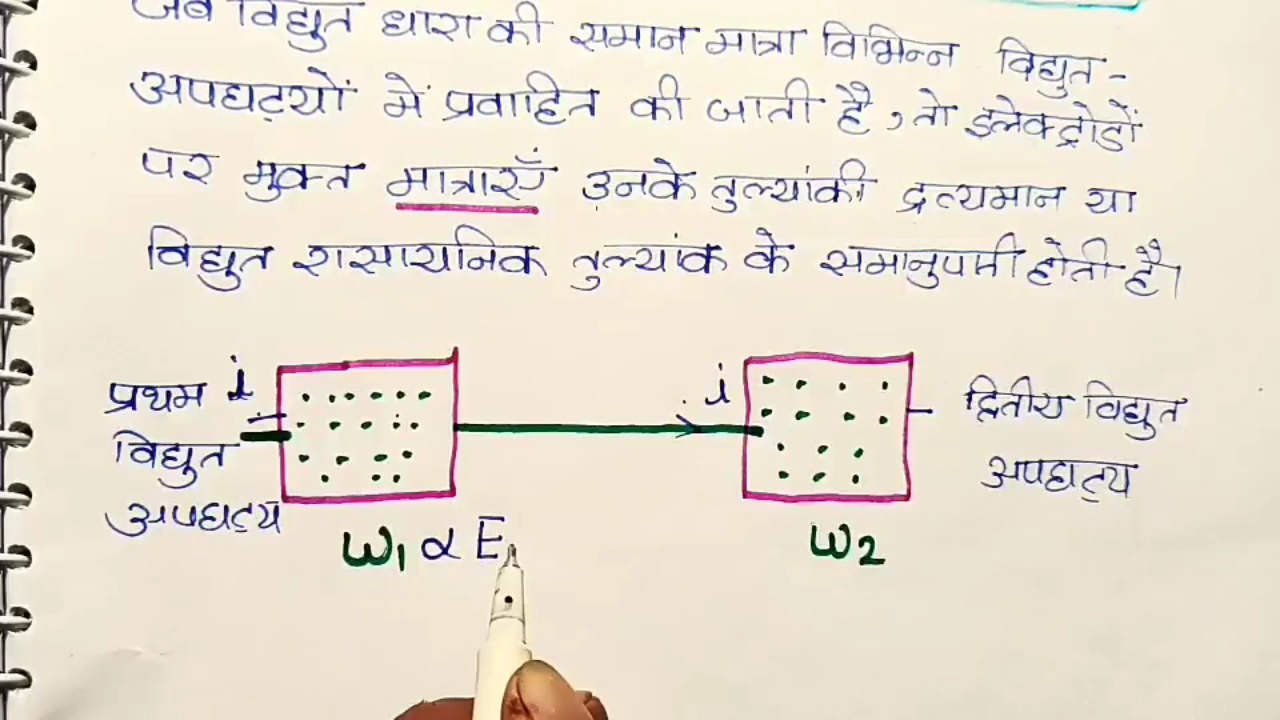 जब विद्युत धारा की समान मात्रा विभिन्न विद्युत-
अपघट्यों में प्रवाहित की जाती है, तो इलेक्ट्रोडों
पर मुक्त मात्राएँ उनके तुल्यांकी द्रव्यमान या
विद्युत रासायनिक तुल्यांक के समानुपाती होती है।
प्रथम
विद्युत
अपघट्य
i
i
द्वितीय विद्युत
अपघट्य
W₁ ∝ E
W₂